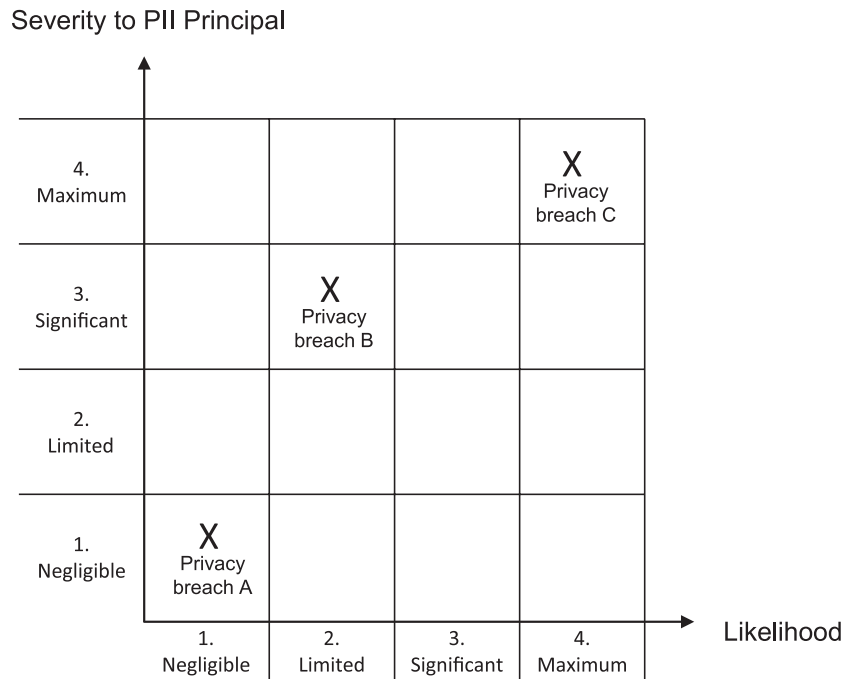 Severity to PII Principal
4.
Maximum
X
Privacy
breach C
3.
Significant
X
Privacy
breach B
2.
Limited
1.
Negligible
X
Privacy
breach A
Likelihood
1.
Negligible
2.
Limited
3.
Significant
4.
Maximum